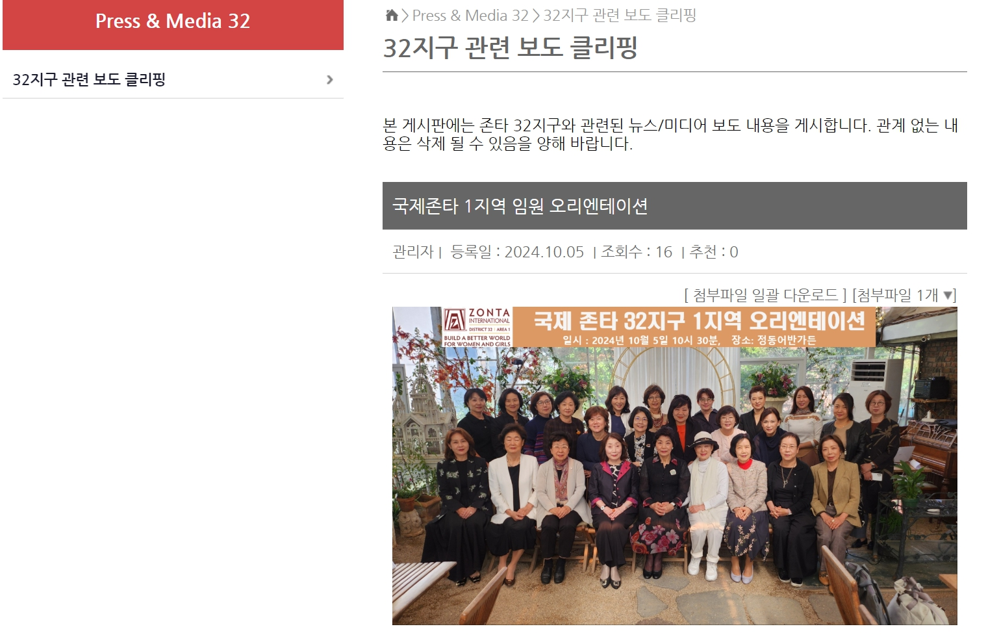 Press & Media 32
32지구 관련 보도 클리핑
Press & Media 32 > 32지구 관련 보도 클리핑
32지구 관련 보도 클리핑
본 게시판에는 존타 32지구와 관련된 뉴스/미디어 보도 내용을 게시합니다. 관계 없는 내
용은 삭제 될 수 있음을 양해 바랍니다.
국제존타 1지역 임원 오리엔테이션
관리자 | 등록일 : 2024.10.05 | 조회수 : 16 | 추천 : 0
[ 첨부파일 일괄 다운로드 ] [첨부파일 1개 ▼]
ZONTA
INTERNATIONAL
DISTRICT 32 | AREA 1
BUILD A BETTER WORLD
FOR WOMEN AND GIRLS
국제 존타 32지구 1지역 오리엔테이션
일시 : 2024년 10월 5일 10시 30분, 장소: 정동어반가든